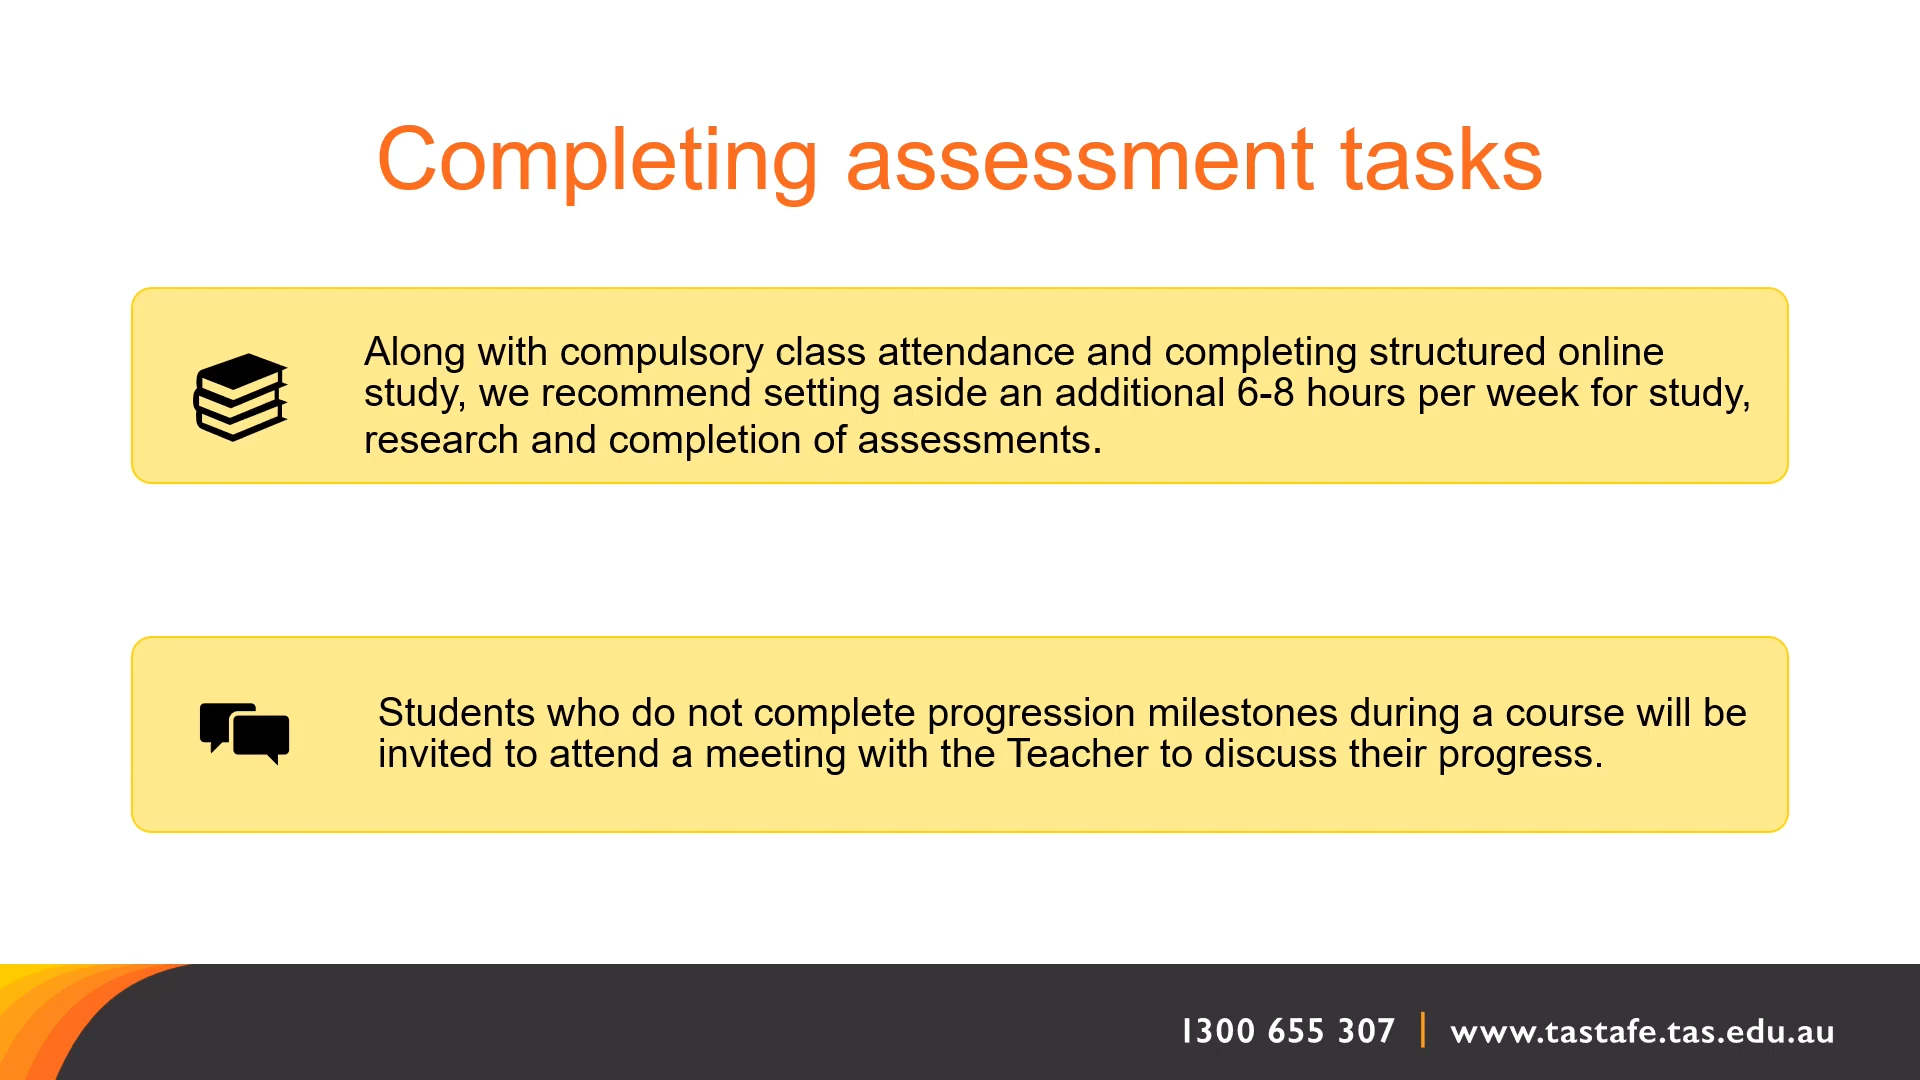 Completing assessment tasks
Along with compulsory class attendance and completing structured online
study, we recommend setting aside an additional 6-8 hours per week for study,
research and completion of assessments.
Students who do not complete progression milestones during a course will be
invited to attend a meeting with the Teacher to discuss their progress.
1300 655 307 | www.tastafe.tas.edu.au